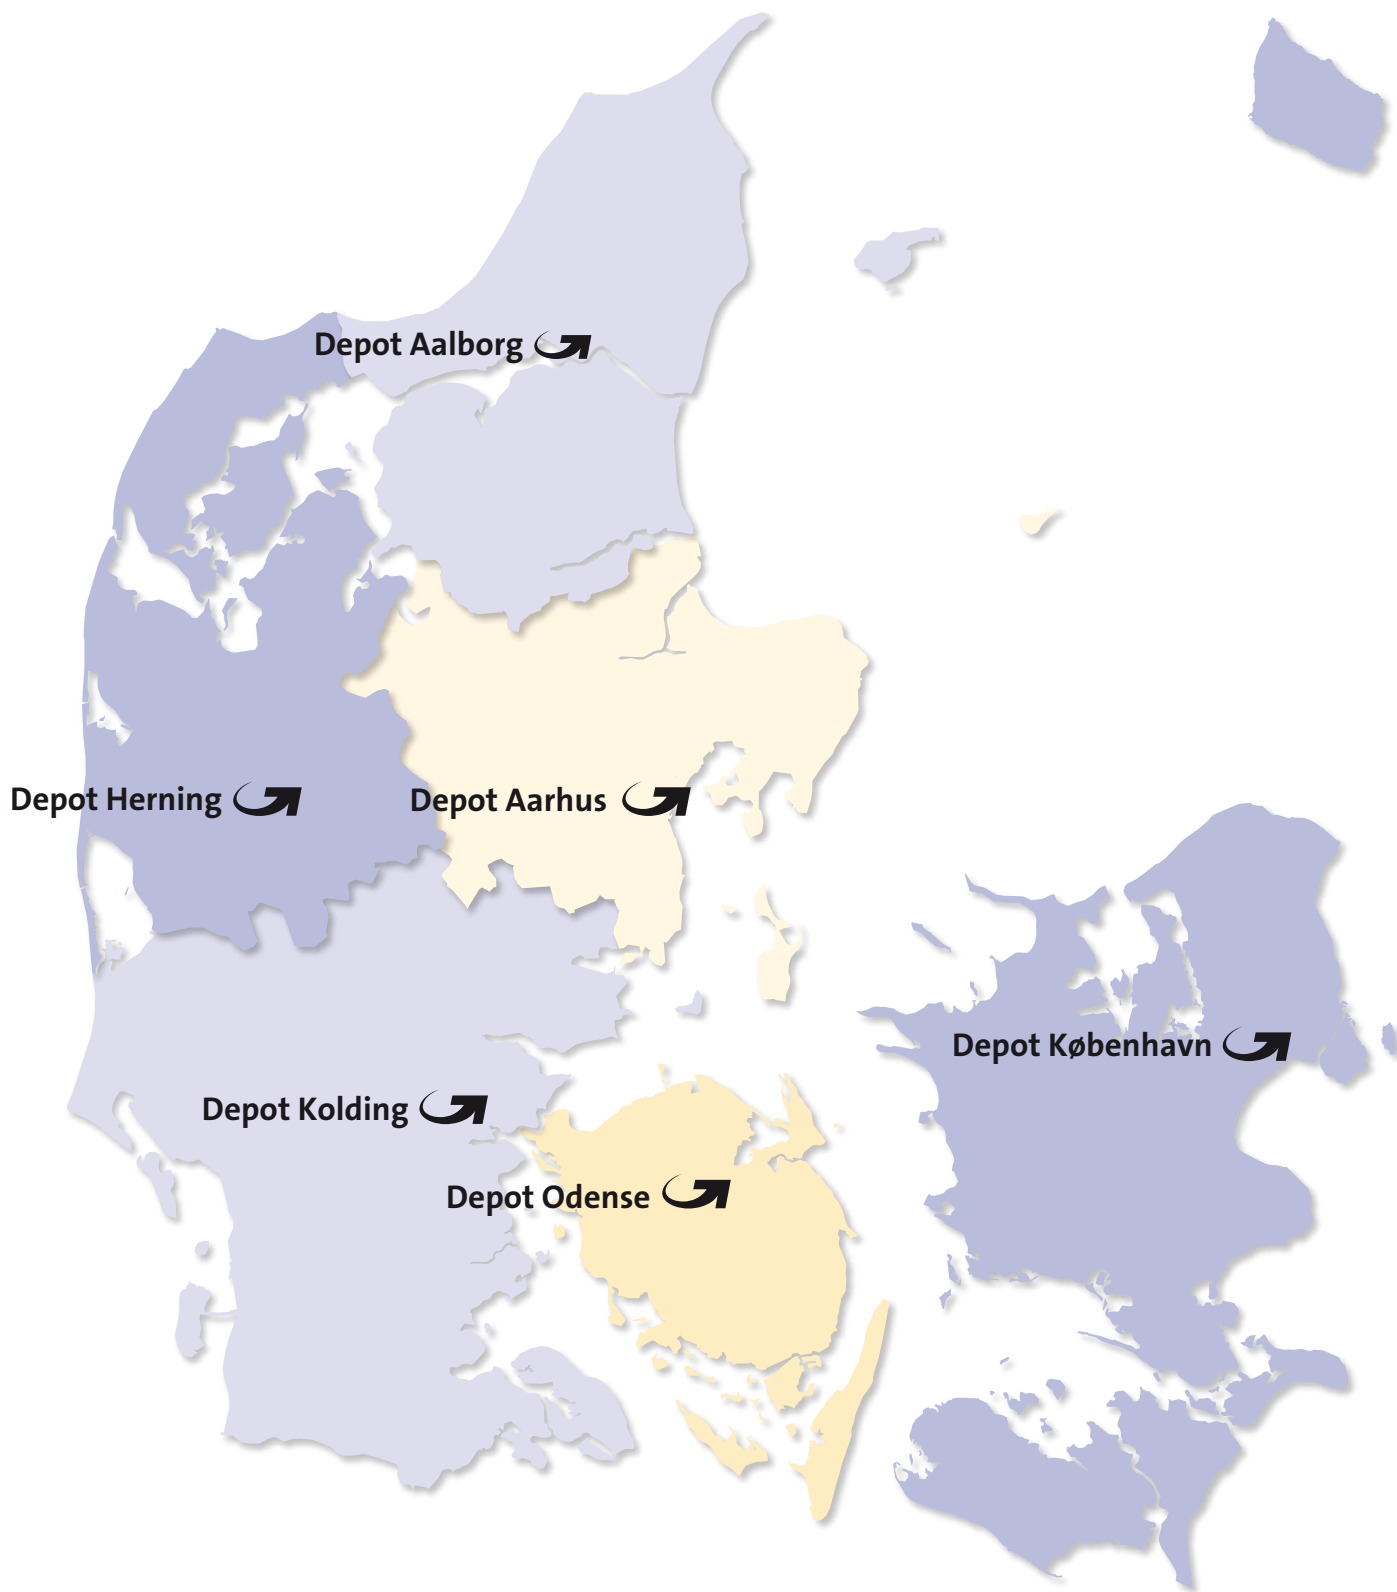 Depot Aalborg
Depot Herning
Depot Aarhus
Depot København
Depot Kolding
Depot Odense